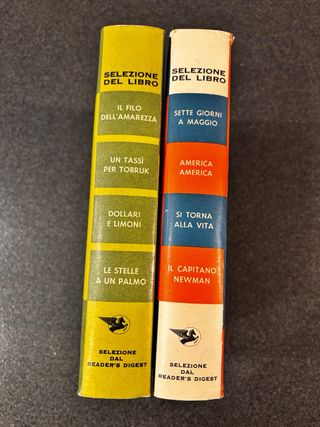 SELEZIONE
DEL LIBRO
IL FILO
DELL'AMAREZZA
UN TASSÌ
PER TOBRUK
DOLLARI
E LIMONI
LE STELLE
A UN PALMO
SELEZIONE
DAL
READER'S DIGEST
SELEZIONE
DEL LIBRO
SETTE GIORNI
A MAGGIO
AMERICA
AMERICA
SI TORNA
ALLA VITA
IL CAPITANO
NEWMAN
SELEZIONE
DAL
READER'S DIGEST